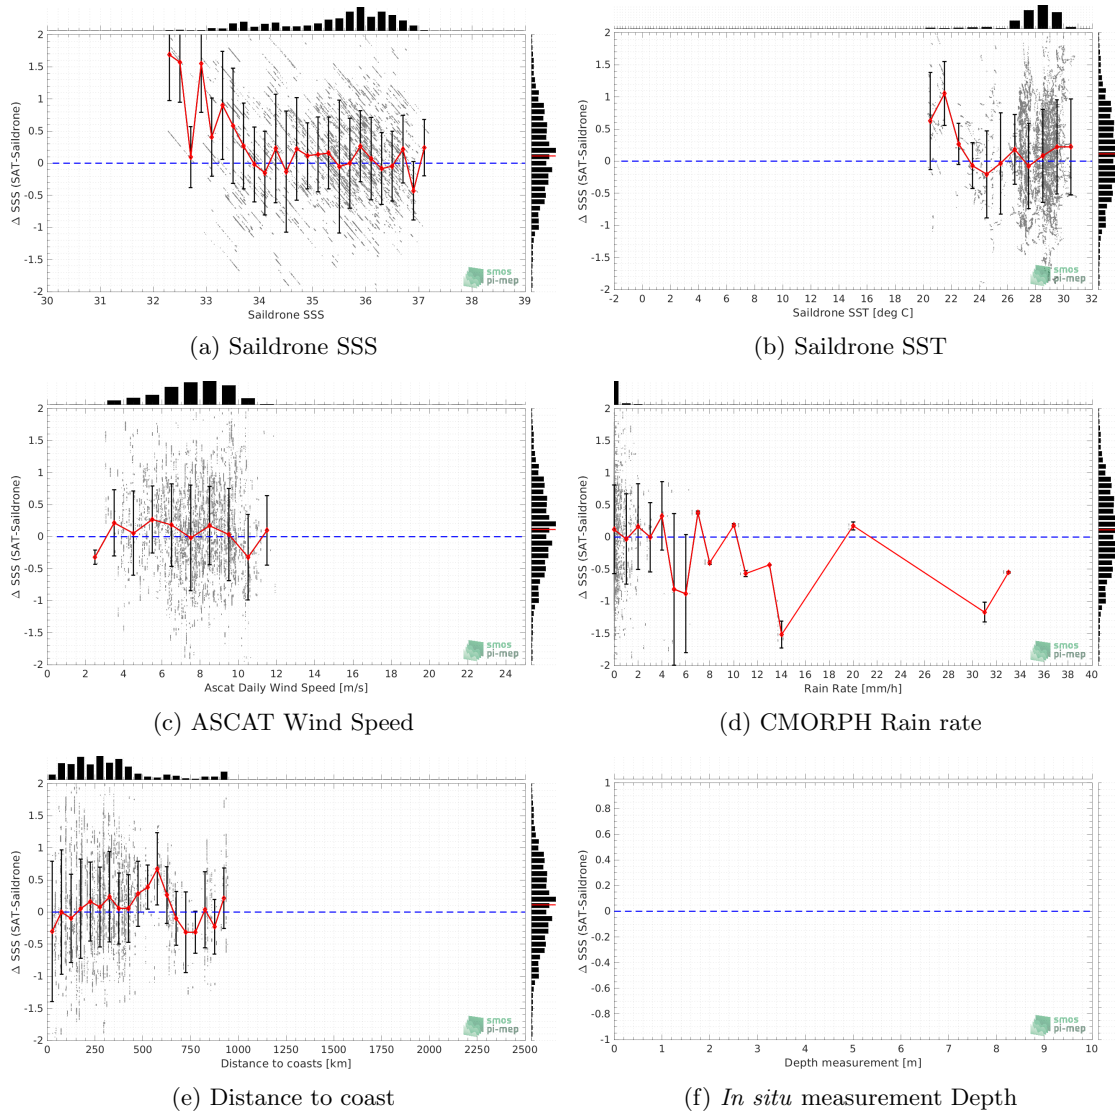 2
1.5
1
0.5
0
-0.5
-1
-1.5
-2
Δ SSS (SAT-Saildrone)
30 31 32 33 34 35 36 37 38 39
Saildrone SSS
smos
pi-mep
(a) Saildrone SSS
2
1.5
1
0.5
0
-0.5
-1
-1.5
-2
Δ SSS (SAT-Saildrone)
-2 0 2 4 6 8 10 12 14 16 18 20 22 24 26 28 30 32
Saildrone SST [deg C]
smos
pi-mep
(b) Saildrone SST
2
1.5
1
0.5
0
-0.5
-1
-1.5
-2
Δ SSS (SAT-Saildrone)
0 2 4 6 8 10 12 14 16 18 20 22 24
Ascat Daily Wind Speed [m/s]
smos
pi-mep
(c) ASCAT Wind Speed
2
1.5
1
0.5
0
-0.5
-1
-1.5
-2
Δ SSS (SAT-Saildrone)
0 2 4 6 8 10 12 14 16 18 20 22 24 26 28 30 32 34 36 38 40
Rain Rate [mm/h]
smos
pi-mep
(d) CMORPH Rain rate
2
1.5
1
0.5
0
-0.5
-1
-1.5
-2
Δ SSS (SAT-Saildrone)
0 250 500 750 1000 1250 1500 1750 2000 2250 2500
Distance to coasts [km]
smos
pi-mep
(e) Distance to coast
1
0.8
0.6
0.4
0.2
0
-0.2
-0.4
-0.6
-0.8
-1
Δ SSS (SAT-Saildrone)
0 1 2 3 4 5 6 7 8 9 10
Depth measurement [m]
smos
pi-mep
(f) In situ measurement Depth